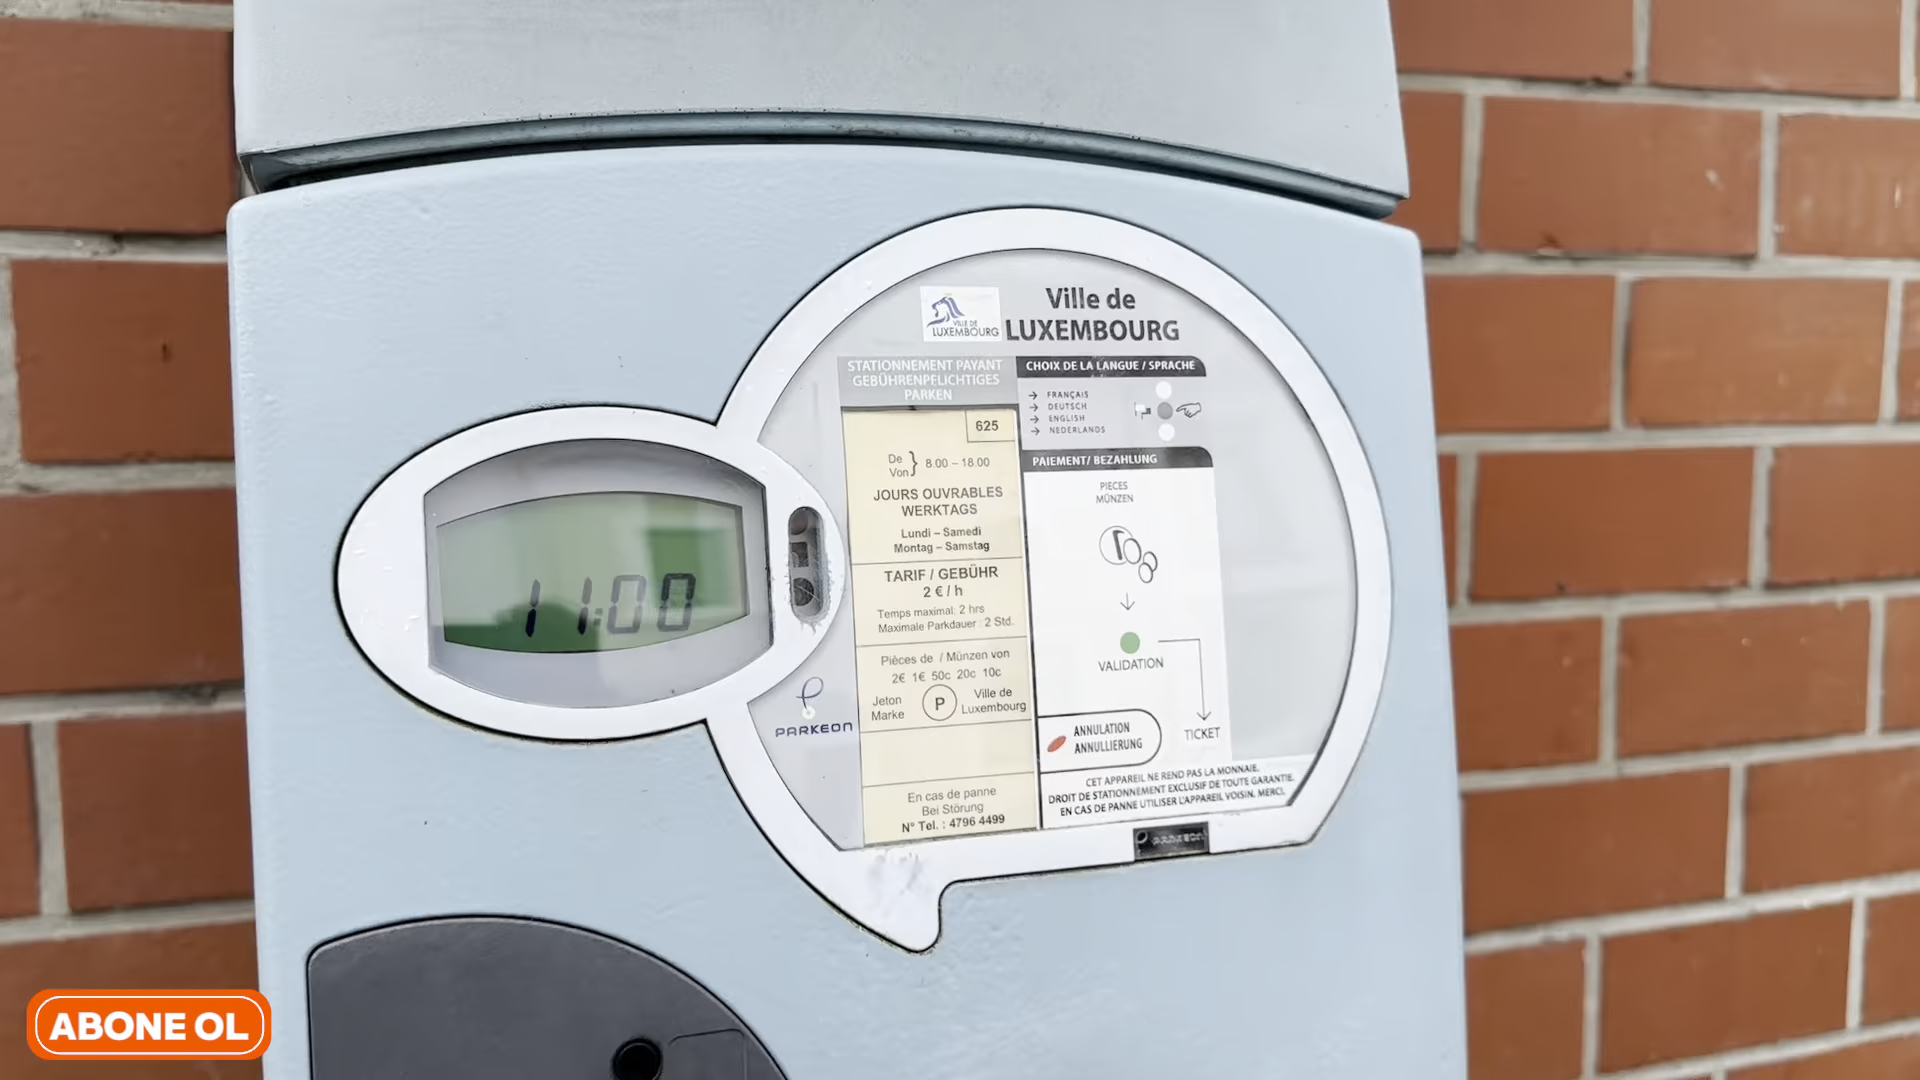 VILLE DE
LUXEMBOURG
Ville de
LUXEMBOURG
STATIONNEMENT PAYANT
GEBÜHRENPFLICHTIGES
PARKEN
625
De
Von } 8.00 – 18.00
JOURS OUVRABLES
WERKTAGS
Lundi – Samedi
Montag – Samstag
TARIF / GEBÜHR
2 € / h
Temps maximal: 2 hrs
Maximale Parkdauer : 2 Std.
Pièces de / Münzen von
2€ 1€ 50c 20c 10c
Jeton
Marke
P
Ville de
Luxembourg
En cas de panne
Bei Störung
N° Tel. : 4796 4499
CHOIX DE LA LANGUE / SPRACHE
→ FRANÇAIS
→ DEUTSCH
→ ENGLISH
→ NEDERLANDS
PAIEMENT/ BEZAHLUNG
PIECES
MÜNZEN
VALIDATION
TICKET
ANNULATION
ANNULLIERUNG
CET APPAREIL NE REND PAS LA MONNAIE.
DROIT DE STATIONNEMENT EXCLUSIF DE TOUTE GARANTIE.
EN CAS DE PANNE UTILISER L'APPAREIL VOISIN. MERCI.
11:00
PARKEON
PARKEON
ABONE OL